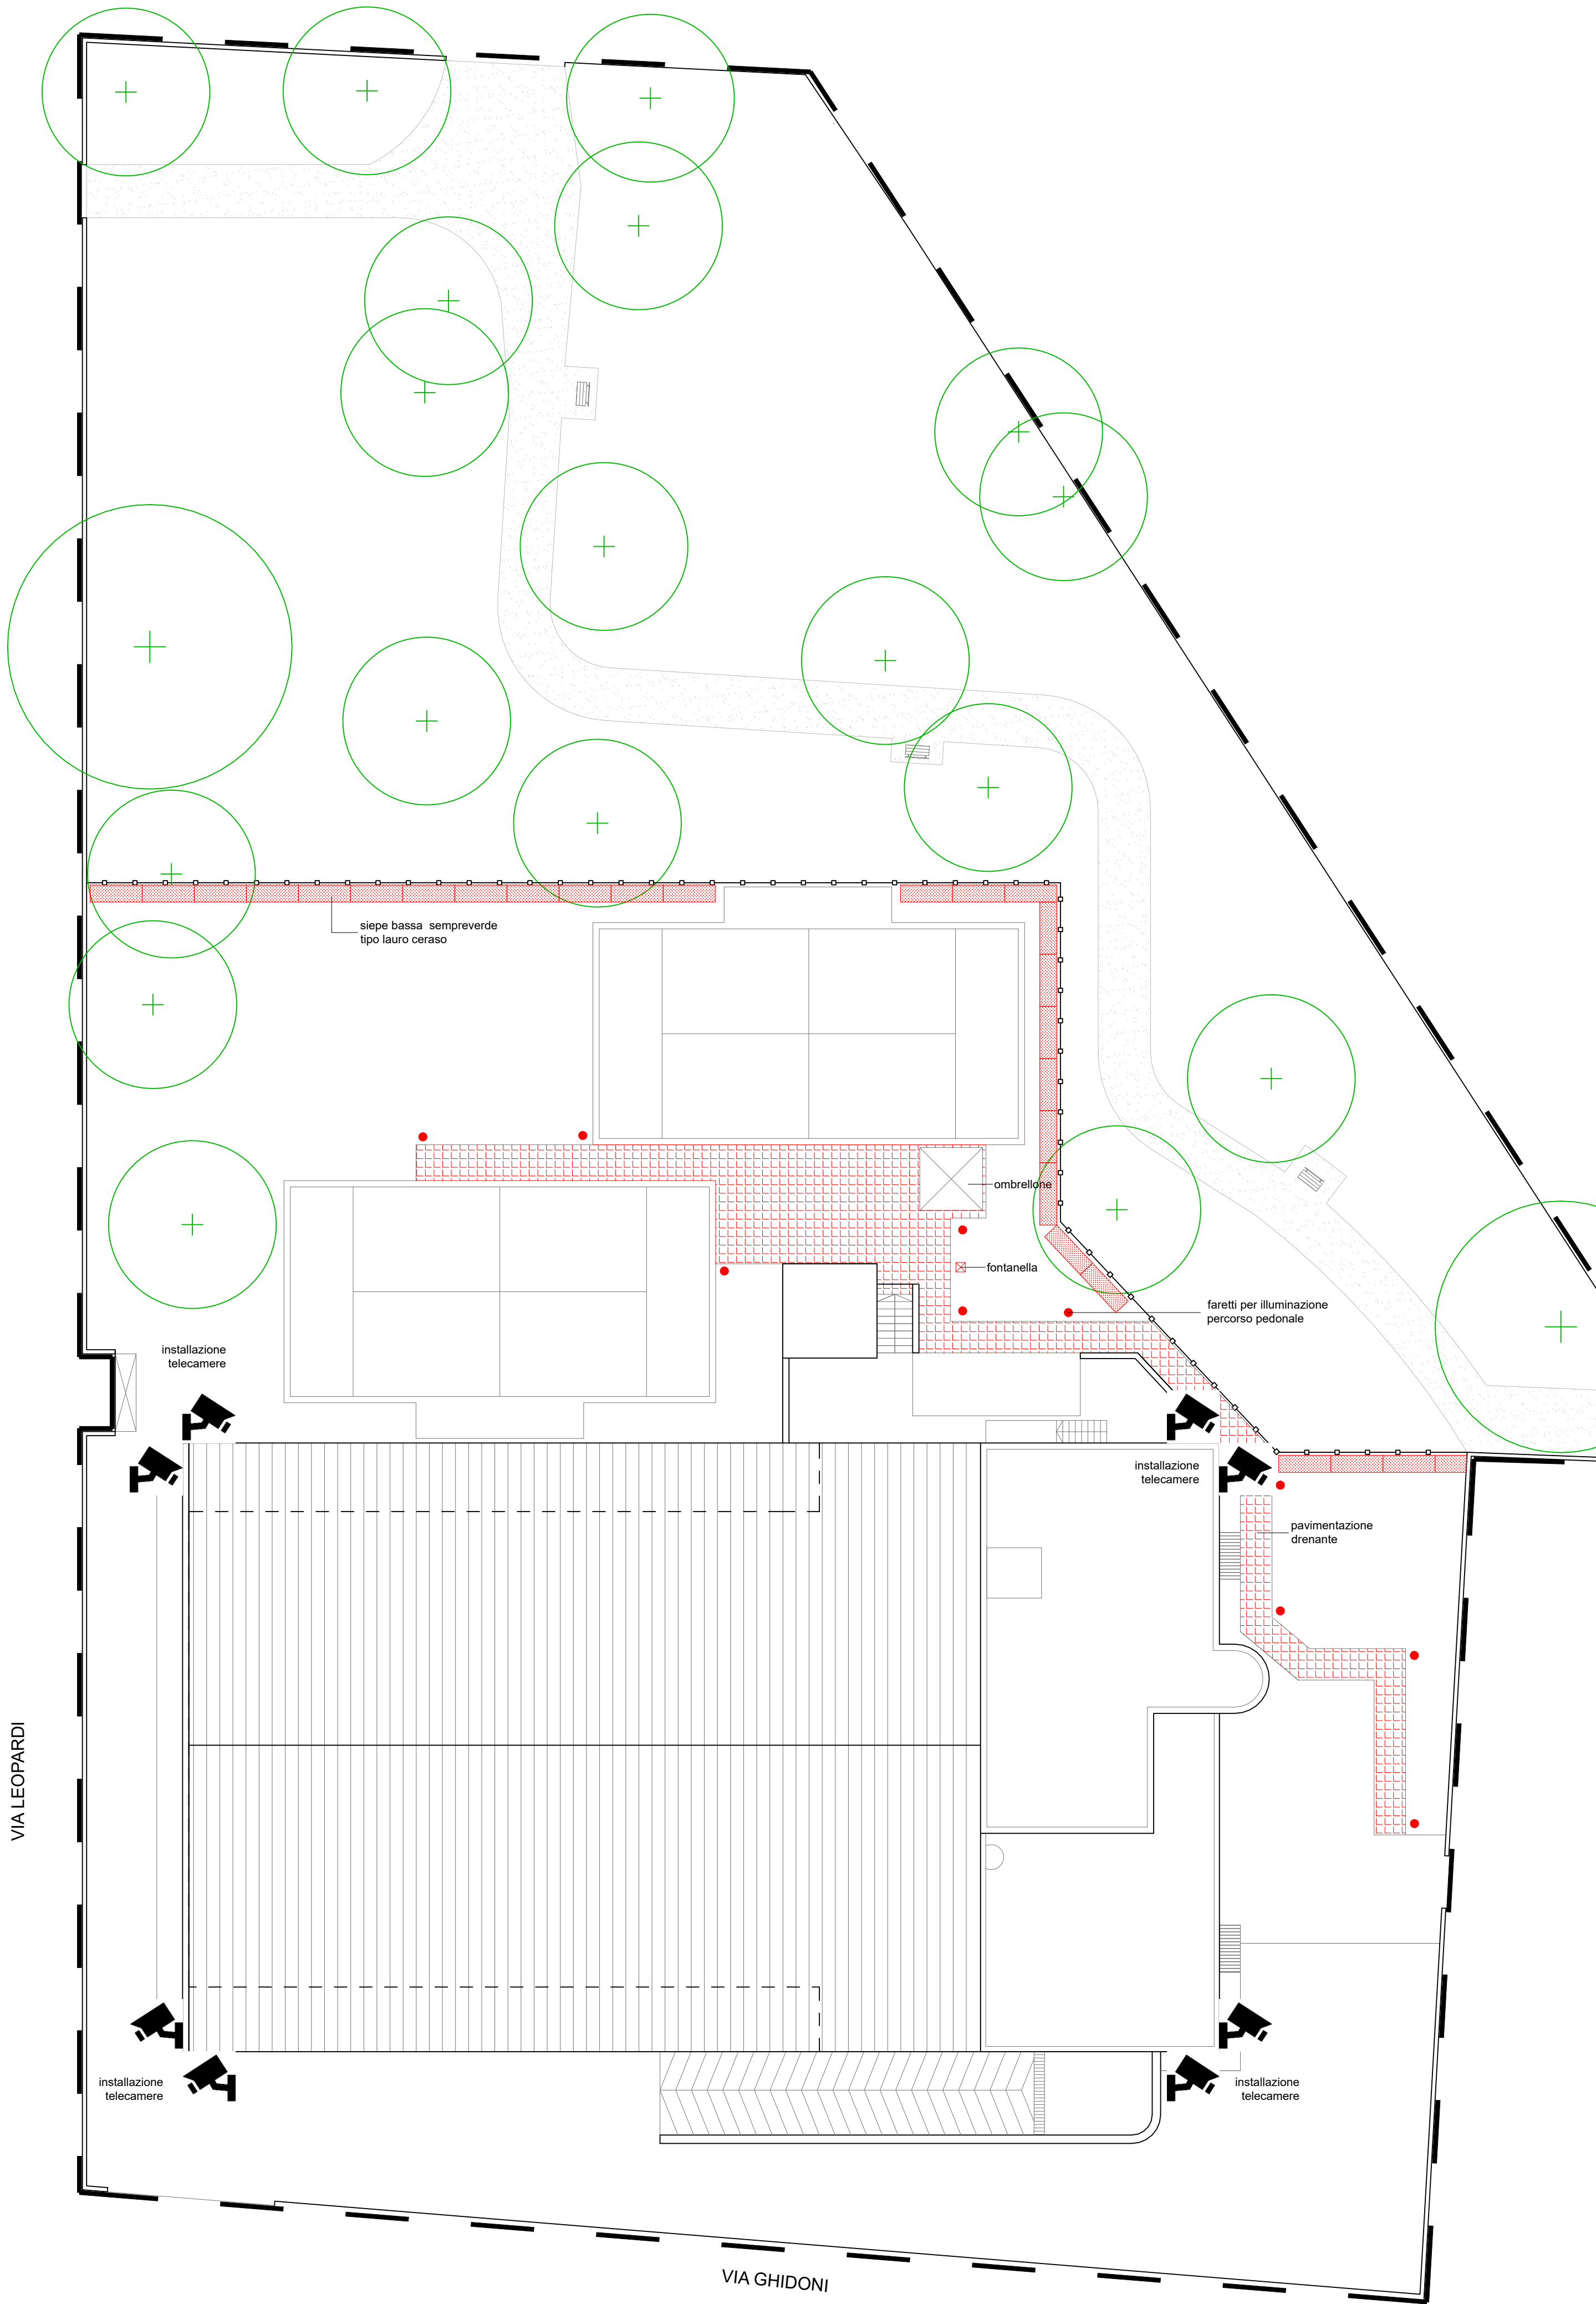 siepe bassa  sempreverde
tipo lauro ceraso
ombrellone
fontanella
faretti per illuminazione
percorso pedonale
installazione
telecamere
installazione
telecamere
pavimentazione
drenante
VIA LEOPARDI
installazione
telecamere
installazione
telecamere
VIA GHIDONI